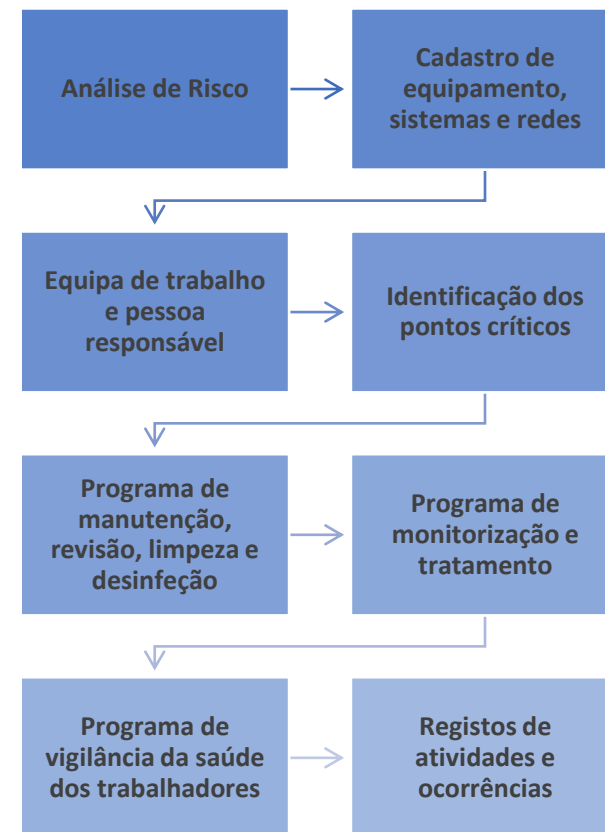 Análise de Risco
Cadastro de
equipamento,
sistemas e redes
Equipa de trabalho
e pessoa
responsável
Identificação dos
pontos críticos
Programa de
manutenção,
revisão, limpeza e
desinfeção
Programa de
monitorização e
tratamento
Programa de
vigilância da saúde
dos trabalhadores
Registos de
atividades e
ocorrências